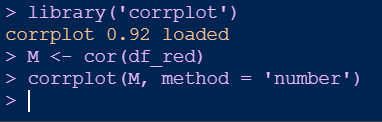 > library('corrplot')
corrplot 0.92 loaded
> M <- cor(df_red)
> corrplot(M, method = 'number')
>